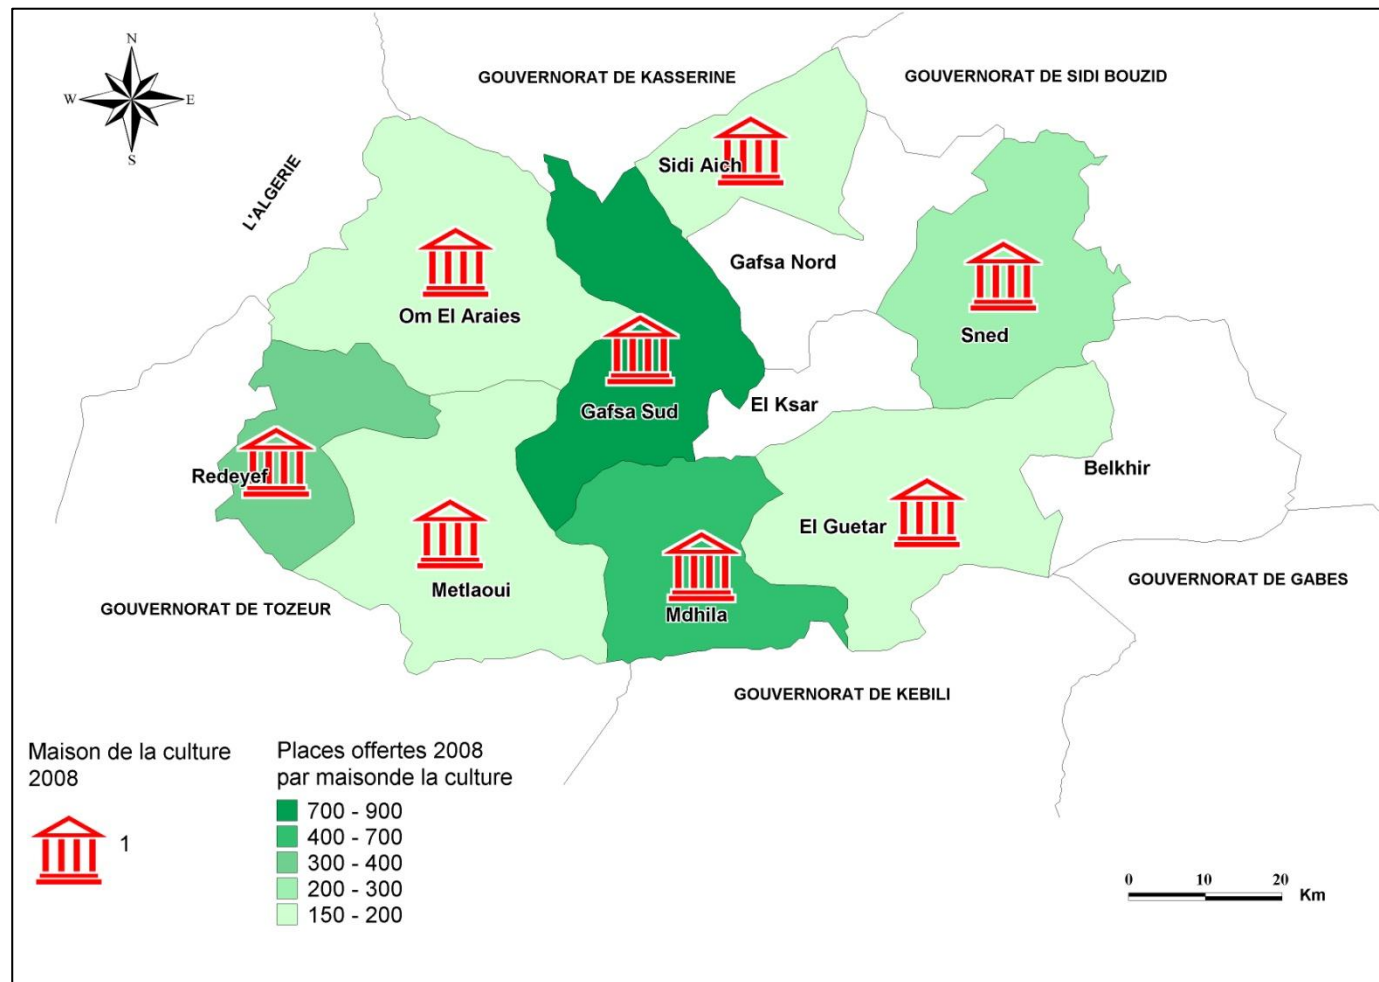 N
W
E
S
GOUVERNORAT DE KASSERINE
GOUVERNORAT DE SIDI BOUZID
L'ALGERIE
Sidi Aich
Gafsa Nord
Om El Araies
Sned
Gafsa Sud
El Ksar
Redeyef
Belkhir
El Guetar
Metlaoui
Mdhila
GOUVERNORAT DE TOZEUR
GOUVERNORAT DE GABES
GOUVERNORAT DE KEBILI
Maison de la culture
2008
1
Places offertes 2008
par maisonde la culture
700 - 900
400 - 700
300 - 400
200 - 300
150 - 200
0 10 20
Km